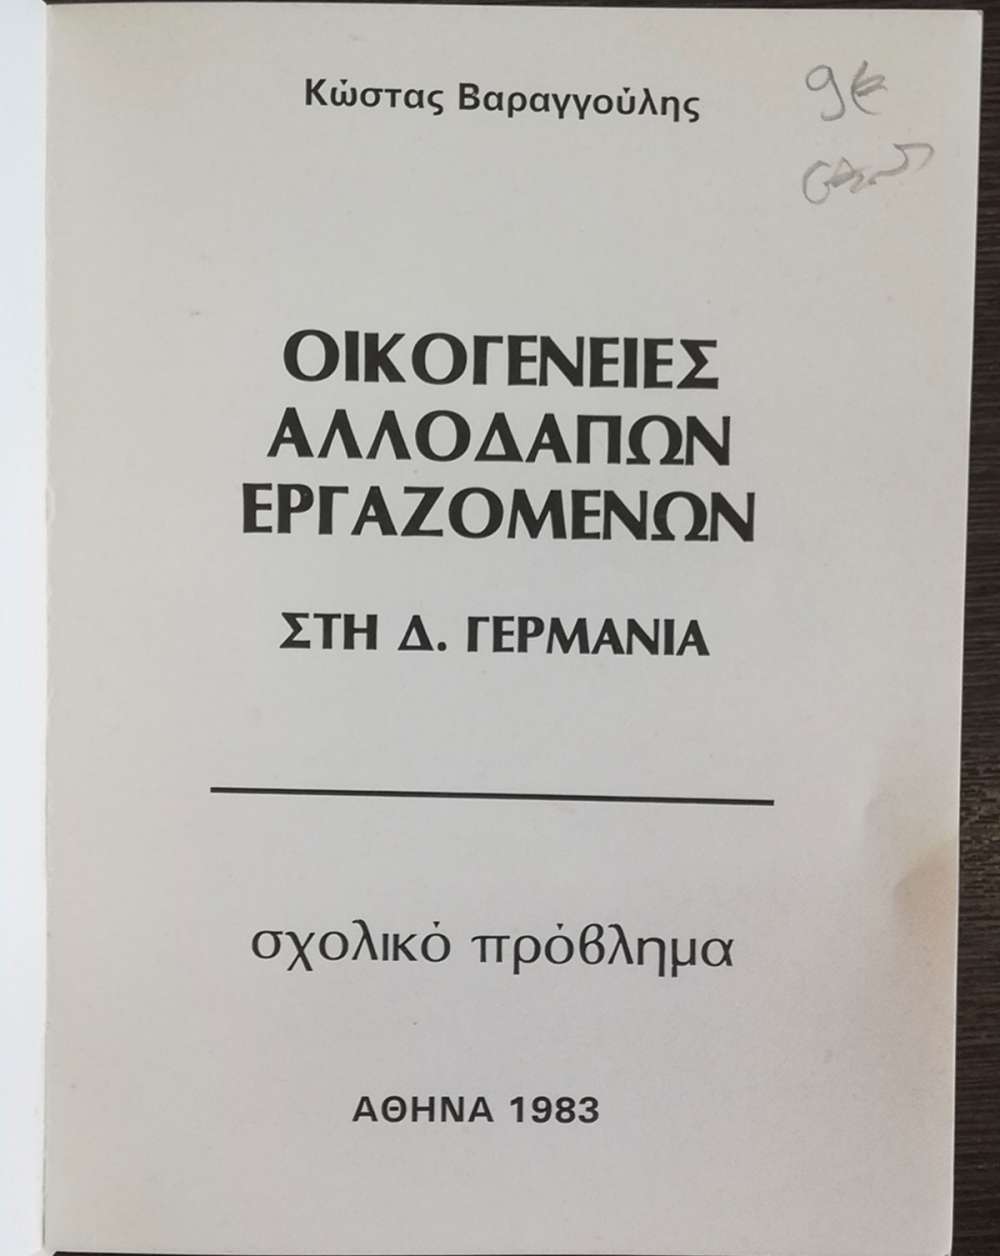 Κώστας Βαραγγούλης
9€
ΟΙΚΟΓΕΝΕΙΕΣ
ΑΛΛΟΔΑΠΩΝ
ΕΡΓΑΖΟΜΕΝΩΝ
ΣΤΗ Δ. ΓΕΡΜΑΝΙΑ
σχολικό πρόβλημα
ΑΘΗΝΑ 1983